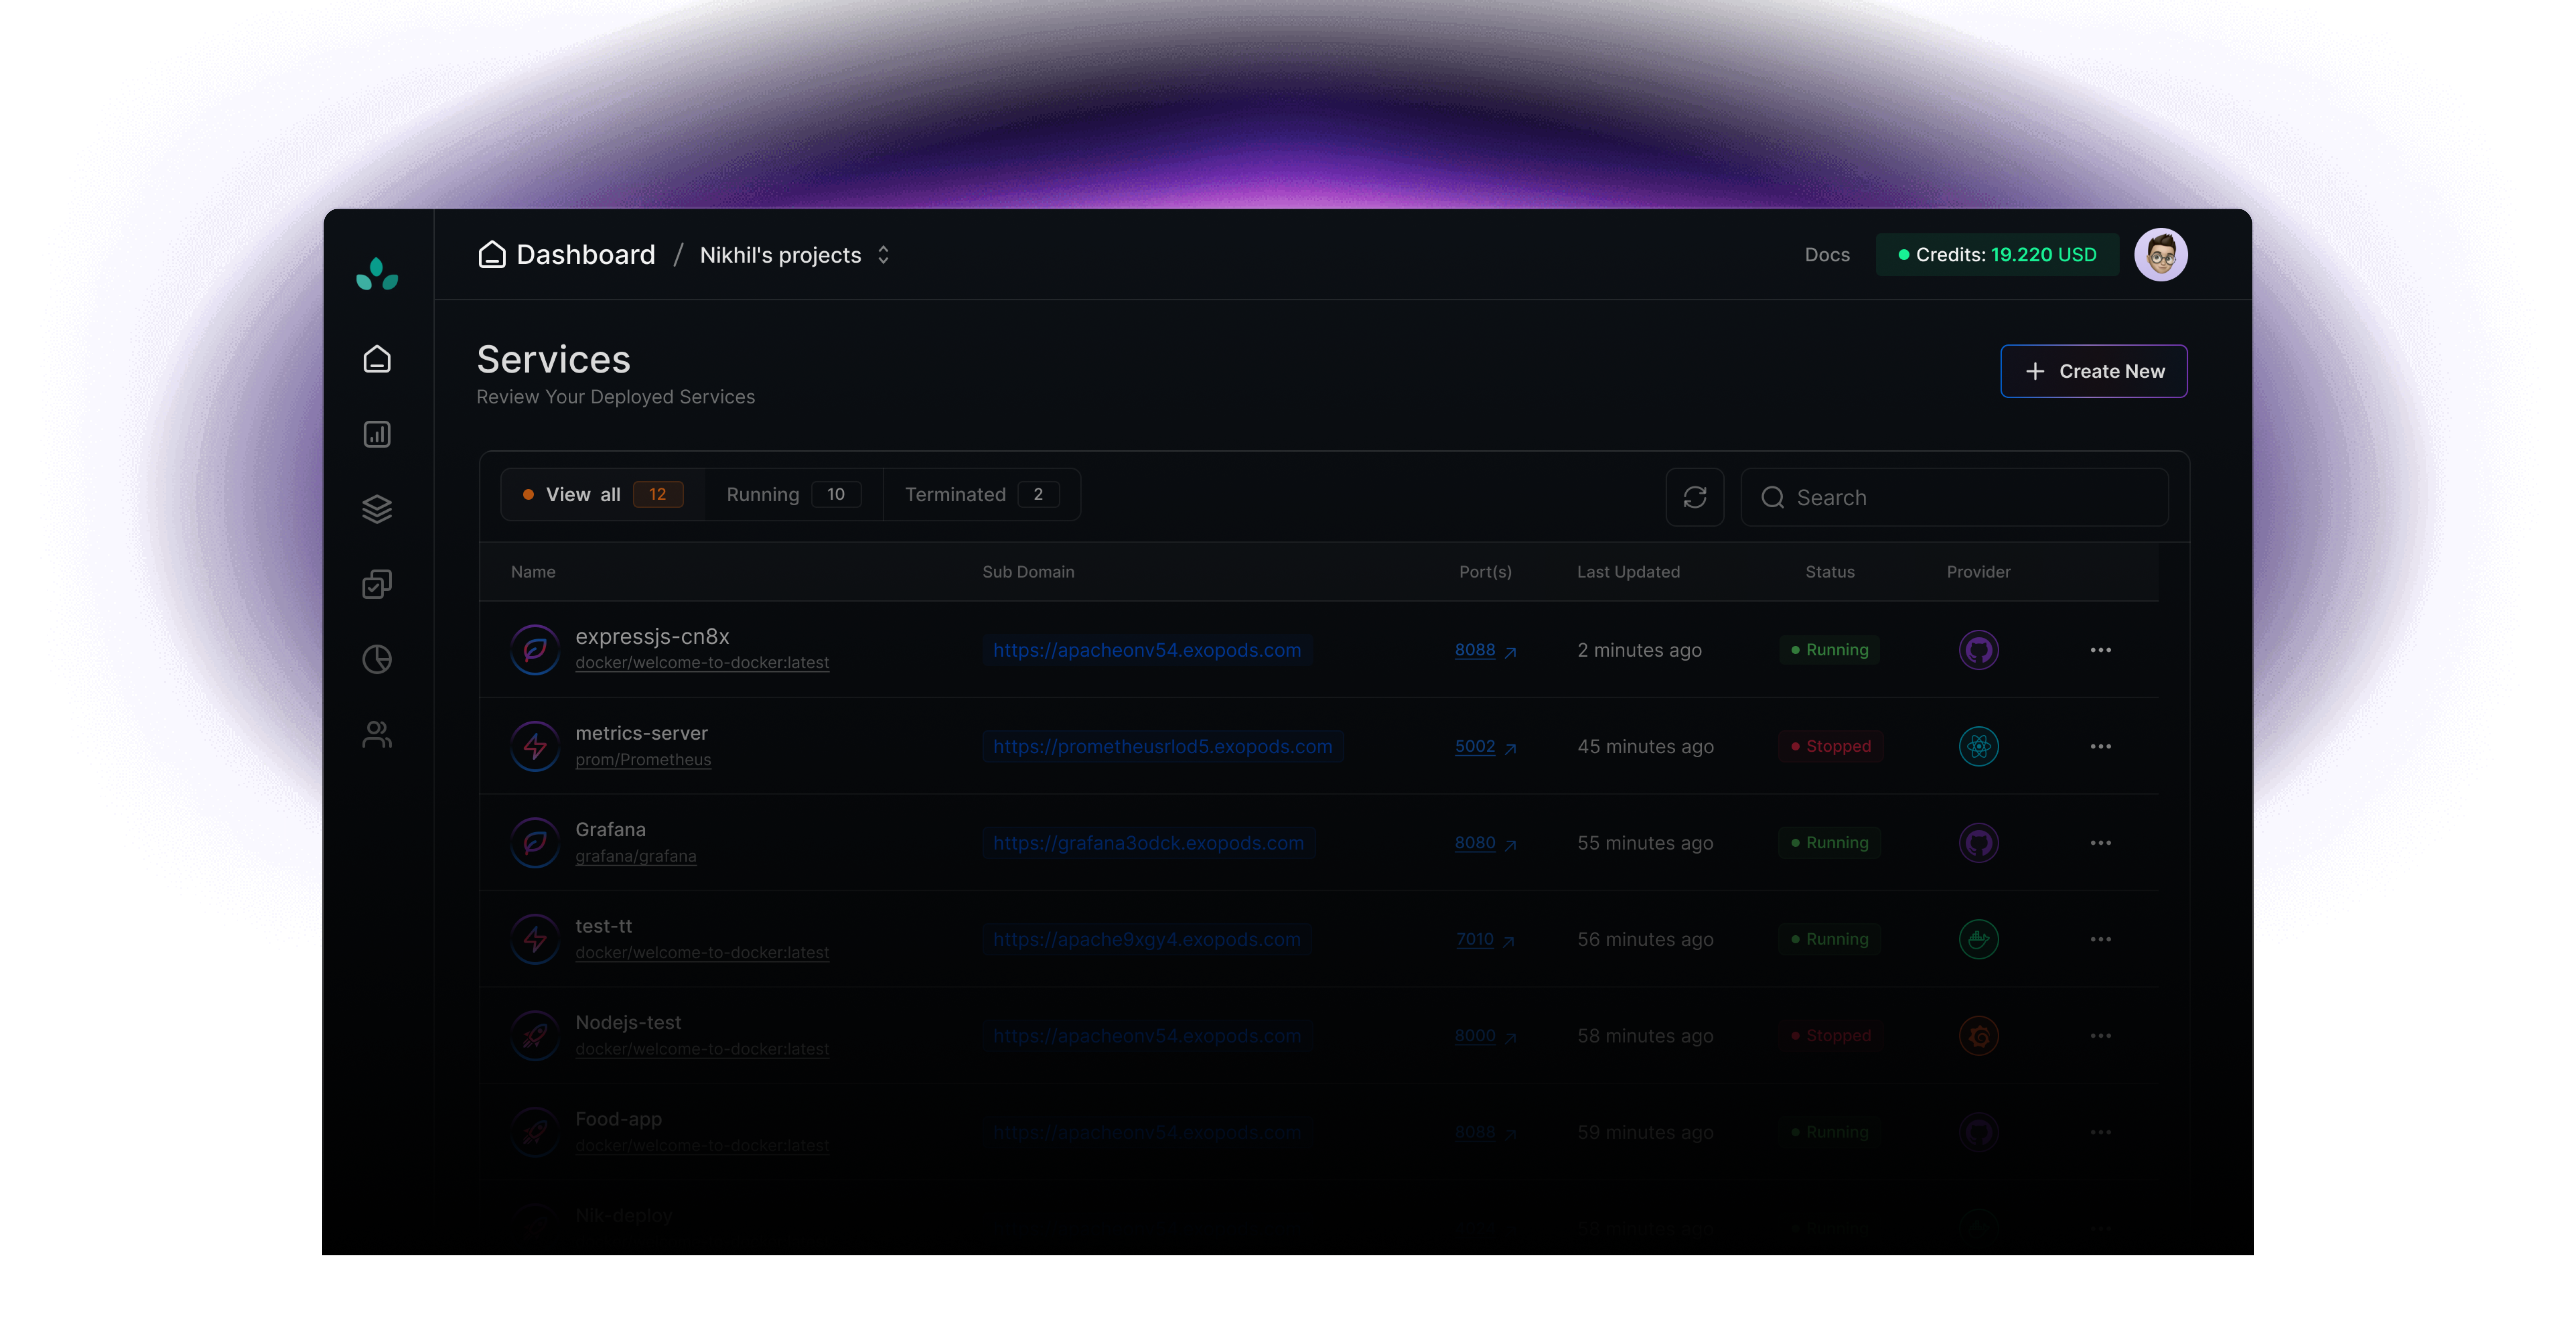 Dashboard / Nikhil's projects
Docs
Credits: 19.220 USD
Services
Review Your Deployed Services
+ Create New
View all 12
Running 10
Terminated 2
Search
Name Sub Domain Port(s) Last Updated Status Provider
expressjs-cn8x
docker/welcome-to-docker:latest
https://apacheonv54.exopods.com 8088 2 minutes ago Running
metrics-server
prom/Prometheus
https://prometheusrlod5.exopods.com 5002 45 minutes ago Stopped
Grafana
grafana/grafana
https://grafana3odck.exopods.com 8080 55 minutes ago Running
test-tt
docker/welcome-to-docker:latest
https://apache9xgy4.exopods.com 7010 56 minutes ago Running
Nodejs-test
docker/welcome-to-docker:latest
https://apacheonv54.exopods.com 8000 58 minutes ago Stopped
Food-app
docker/welcome-to-docker:latest
https://apacheonv54.exopods.com 8088 59 minutes ago Running
Nik-deploy